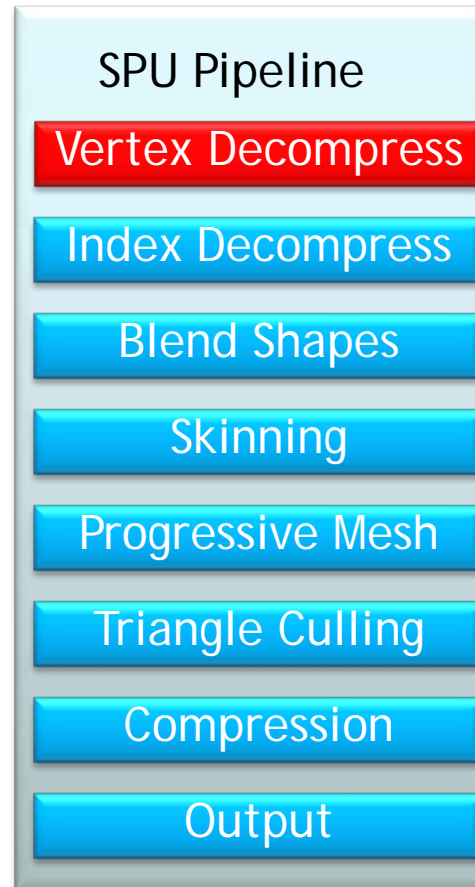 SPU Pipeline
Vertex Decompress
Index Decompress
Blend Shapes
Skinning
Progressive Mesh
Triangle Culling
Compression
Output